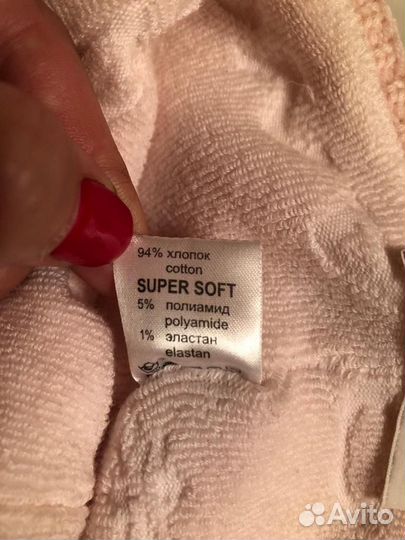 94% хлопок
cotton
SUPER SOFT
5% полиамид
polyamide
1% эластан
elastan
Avito